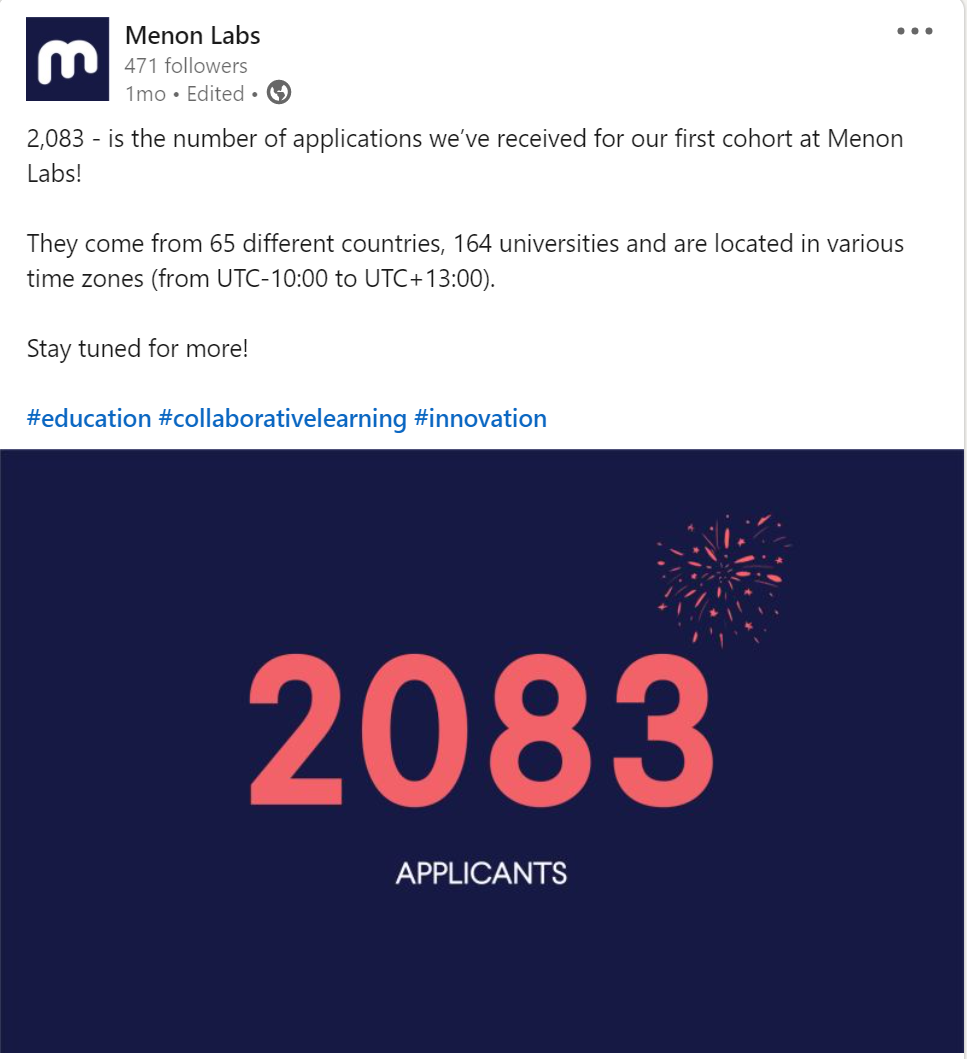 m
Menon Labs
471 followers
1mo • Edited •
2,083 - is the number of applications we’ve received for our first cohort at Menon
Labs!
They come from 65 different countries, 164 universities and are located in various
time zones (from UTC-10:00 to UTC+13:00).
Stay tuned for more!
#education #collaborativelearning #innovation
2083
APPLICANTS